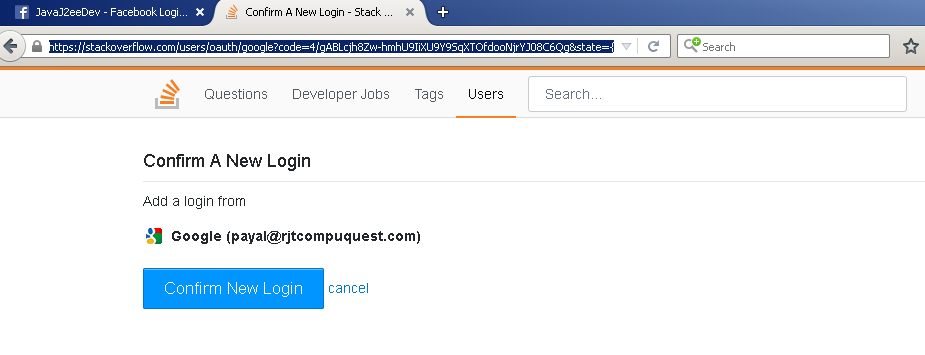 JavaJ2eeDev - Facebook Logi...
Confirm A New Login - Stack ...
https://stackoverflow.com/users/oauth/google?code=4/gABLcjh8Zw-hmhU9IiXU9Y9SqXTOfdooNjrYJ08C6Qg&state={
Search
Questions Developer Jobs Tags Users Search...
Confirm A New Login
Add a login from
Google (payal@rjtcompuquest.com)
Confirm New Login cancel